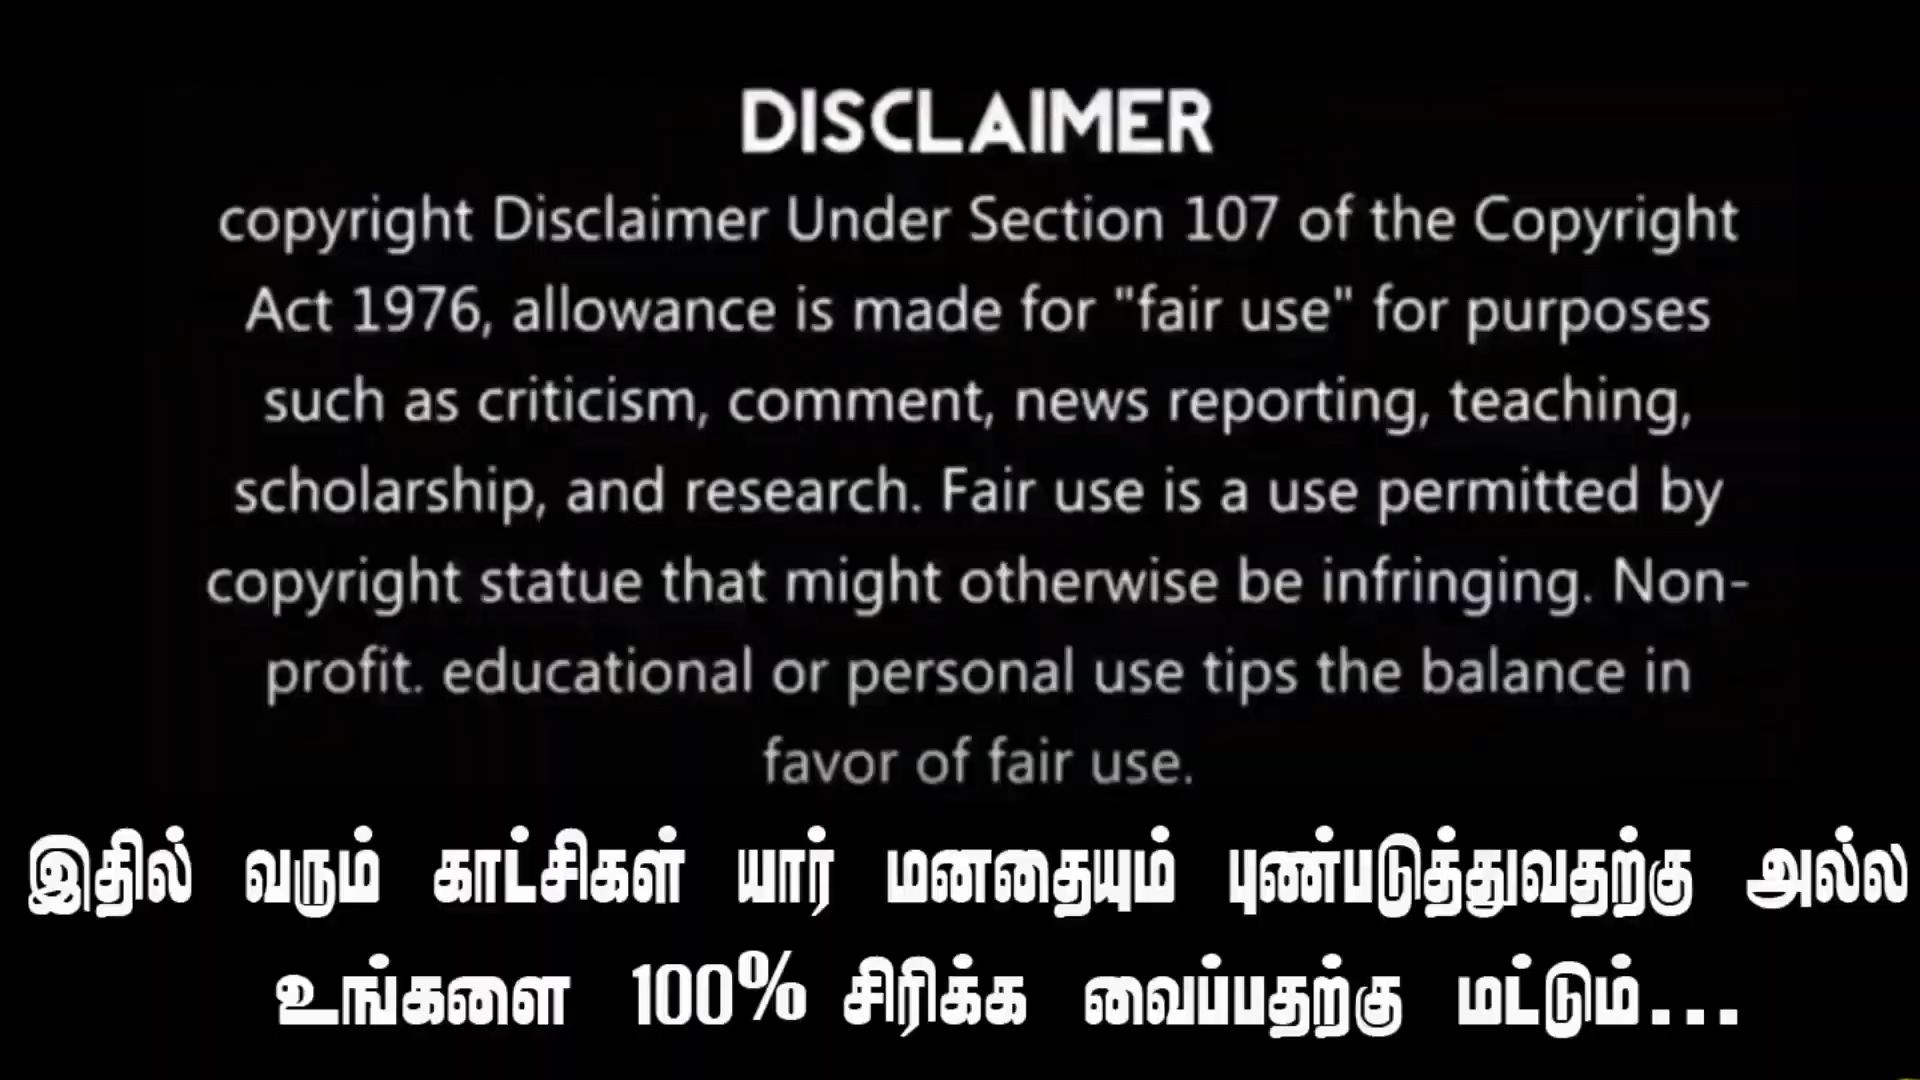 DISCLAIMER
copyright Disclaimer Under Section 107 of the Copyright
Act 1976, allowance is made for "fair use" for purposes
such as criticism, comment, news reporting, teaching,
scholarship, and research. Fair use is a use permitted by
copyright statue that might otherwise be infringing. Non-
profit. educational or personal use tips the balance in
favor of fair use.
இதில் வரும் காட்சிகள் யார் மனதையும் புண்படுத்துவதற்கு அல்ல
உங்களை 100% சிரிக்க வைப்பதற்கு மட்டும்...